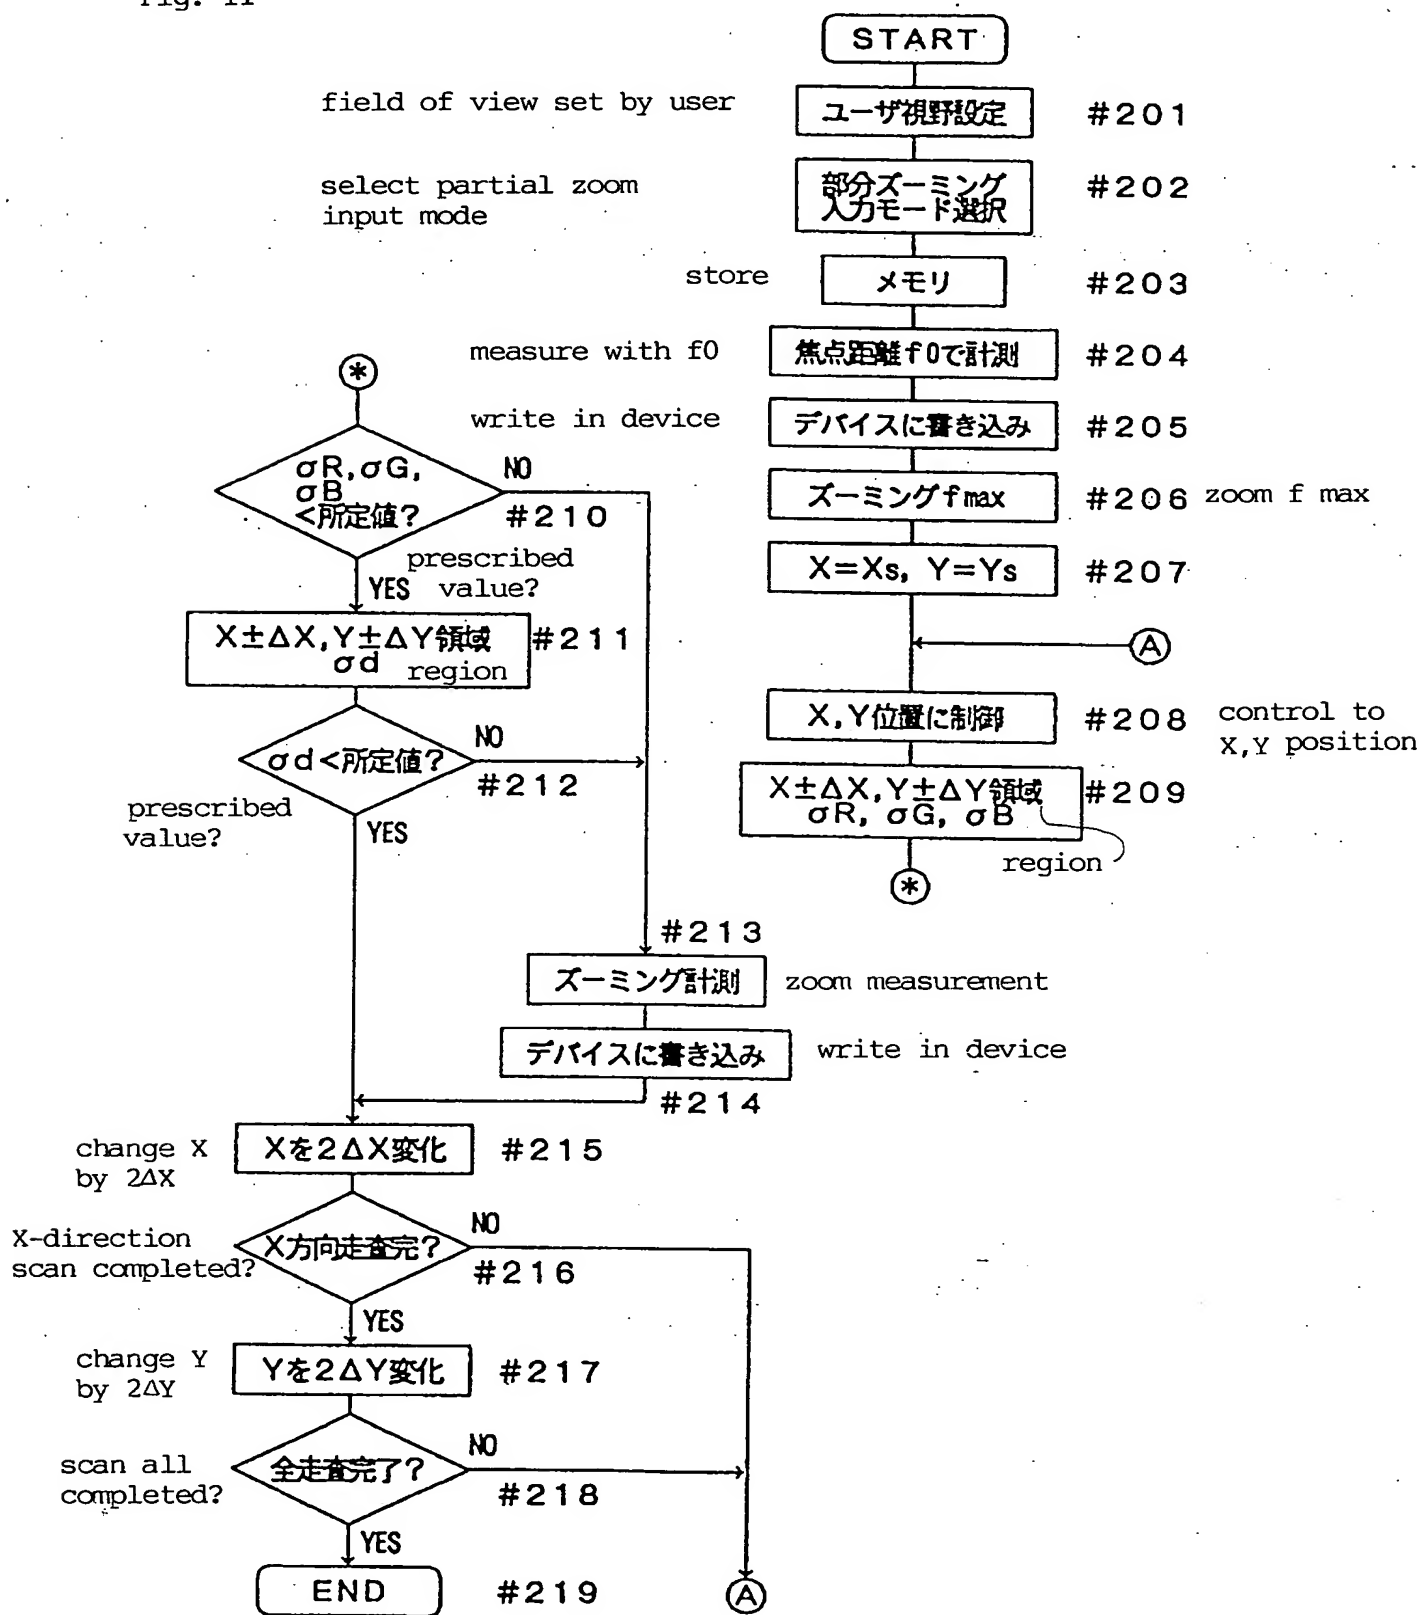 Fig. 11
START
field of view set by user
ユーザ視野設定
#201
select partial zoom
input mode
部分ズーミング
入力モード選択
#202
store
メモリ
#203
measure with f0
焦点距離f0で計測
#204
write in device
デバイスに書き込み
#205
ズーミングfmax
#206
zoom f max
X=Xs, Y=Ys
#207
A
X,Y位置に制御
#208
control to
X,Y position
X±ΔX,Y±ΔY領域
σR, σG, σB
#209
region
*
*
σR,σG,
σB
<所定値?
NO
#210
prescribed
value?
YES
X±ΔX,Y±ΔY領域
σd
#211
region
σd<所定値?
NO
#212
prescribed
value?
YES
#213
ズーミング計測
zoom measurement
デバイスに書き込み
write in device
#214
change X
by 2ΔX
Xを2ΔX変化
#215
X-direction
scan completed?
X方向走査完?
NO
#216
YES
change Y
by 2ΔY
Yを2ΔY変化
#217
scan all
completed?
全走査完了?
NO
#218
YES
END
#219
A